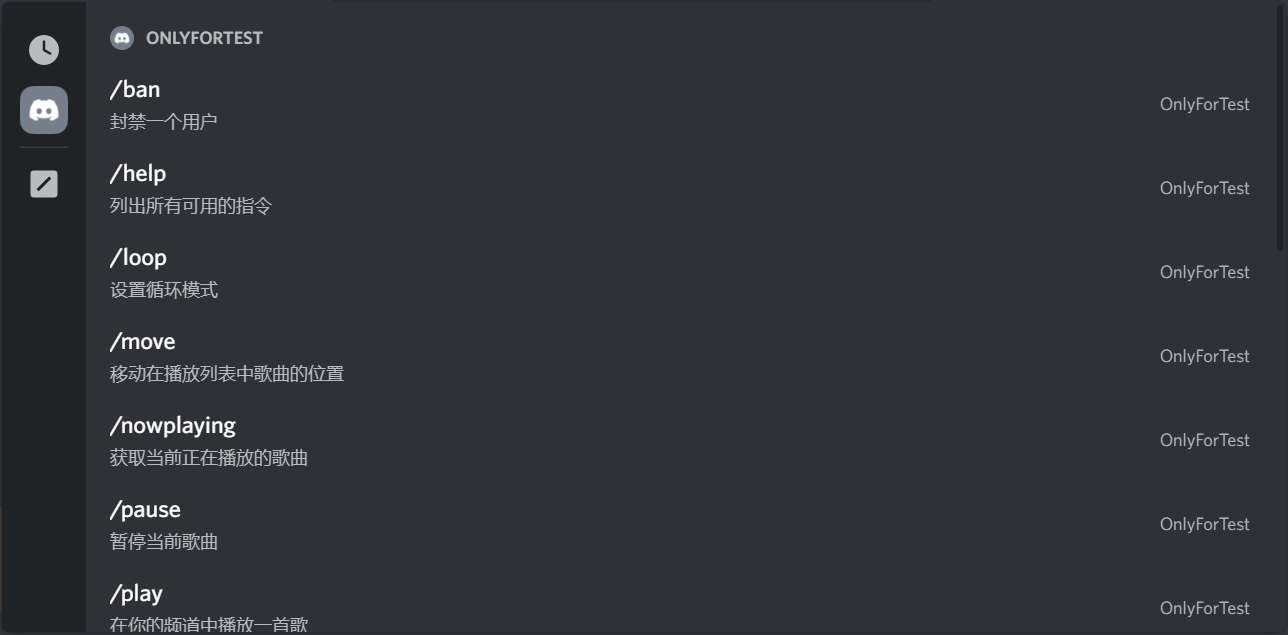 ONLYFORTEST
/ban
封禁一个用户
OnlyForTest
/help
列出所有可用的指令
OnlyForTest
/loop
设置循环模式
OnlyForTest
/move
移动在播放列表中歌曲的位置
OnlyForTest
/nowplaying
获取当前正在播放的歌曲
OnlyForTest
/pause
暂停当前歌曲
OnlyForTest
/play
在你的频道中播放一首歌
OnlyForTest